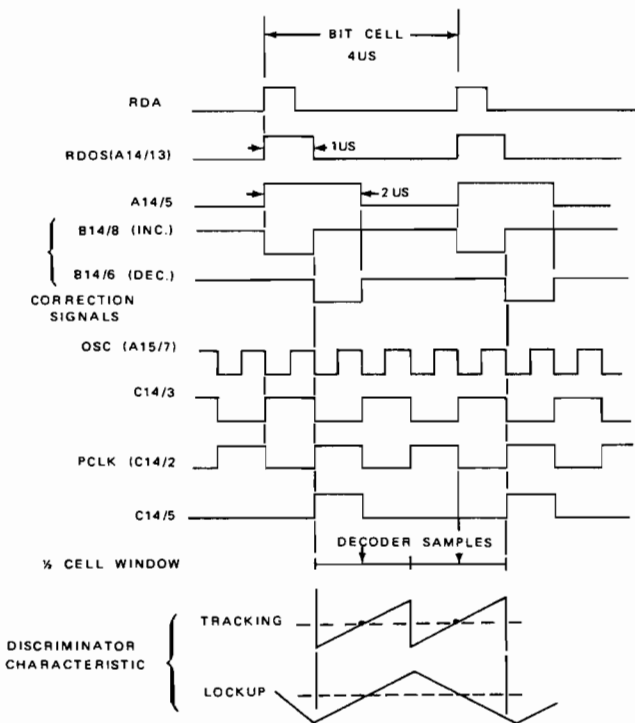 BIT CELL
4US
RDA
RDOS(A14/13)
1US
A14/5
2 US
B14/8 (INC.)
B14/6 (DEC.)
CORRECTION
SIGNALS
OSC (A15/7)
C14/3
PCLK (C14/2
C14/5
DECODER SAMPLES
½ CELL WINDOW
TRACKING
DISCRIMINATOR
CHARACTERISTIC
LOCKUP